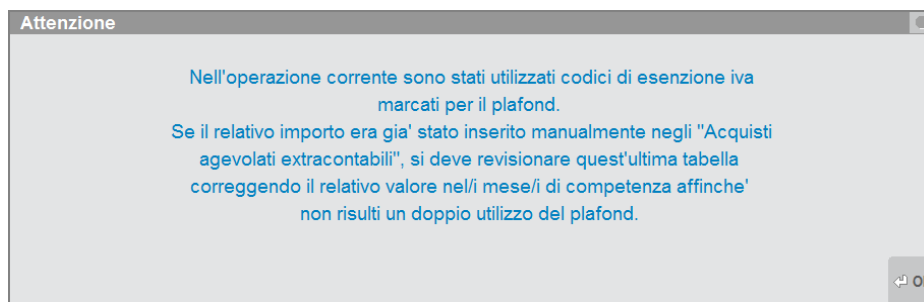 Attenzione
Nell'operazione corrente sono stati utilizzati codici di esenzione iva
marcati per il plafond.
Se il relativo importo era gia' stato inserito manualmente negli "Acquisti
agevolati extracontabili", si deve revisionare quest'ultima tabella
correggendo il relativo valore nel/i mese/i di competenza affinche'
non risulti un doppio utilizzo del plafond.